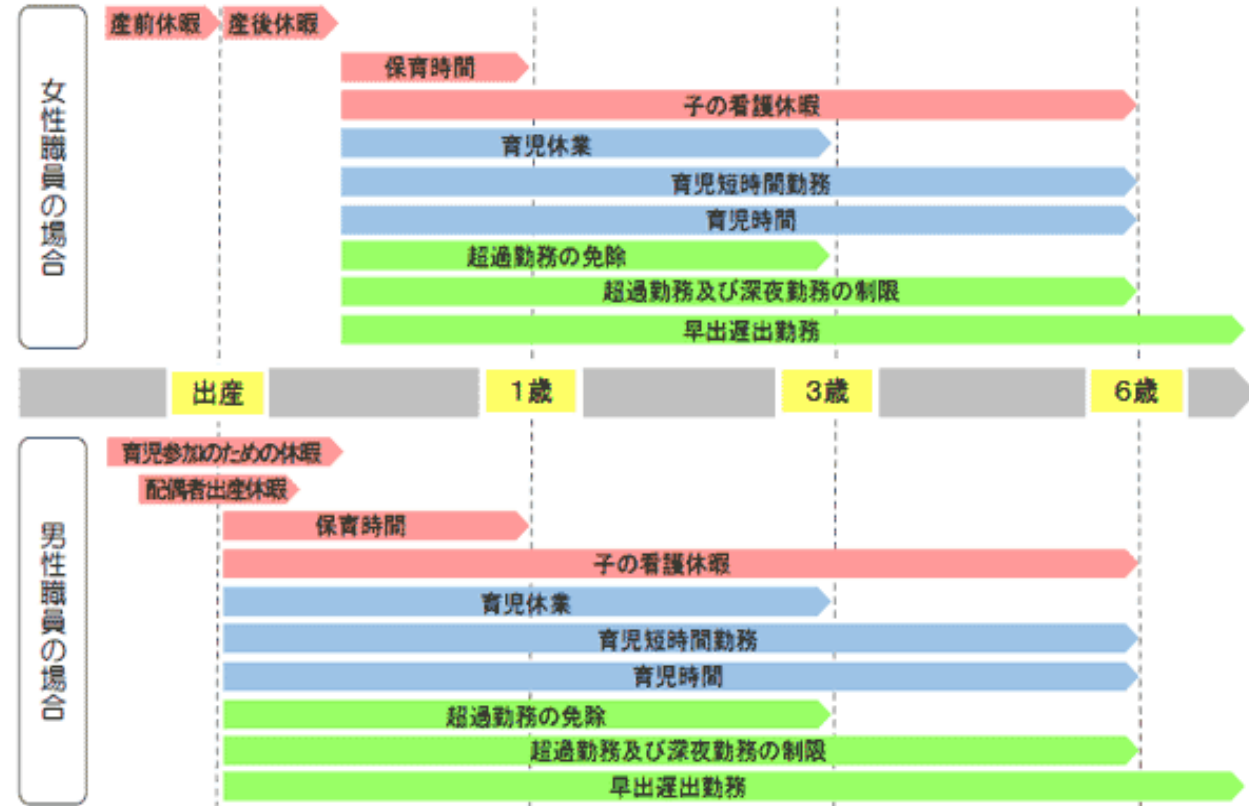 産前休暇 産後休暇
保育時間
子の看護休暇
育児休業
育児短時間勤務
育児時間
超過勤務の免除
超過勤務及び深夜勤務の制限
早出遅出勤務
女性職員の場合
出産 1歳 3歳 6歳
育児参加のための休暇
配偶者出産休暇
保育時間
子の看護休暇
育児休業
育児短時間勤務
育児時間
超過勤務の免除
超過勤務及び深夜勤務の制限
早出遅出勤務
男性職員の場合